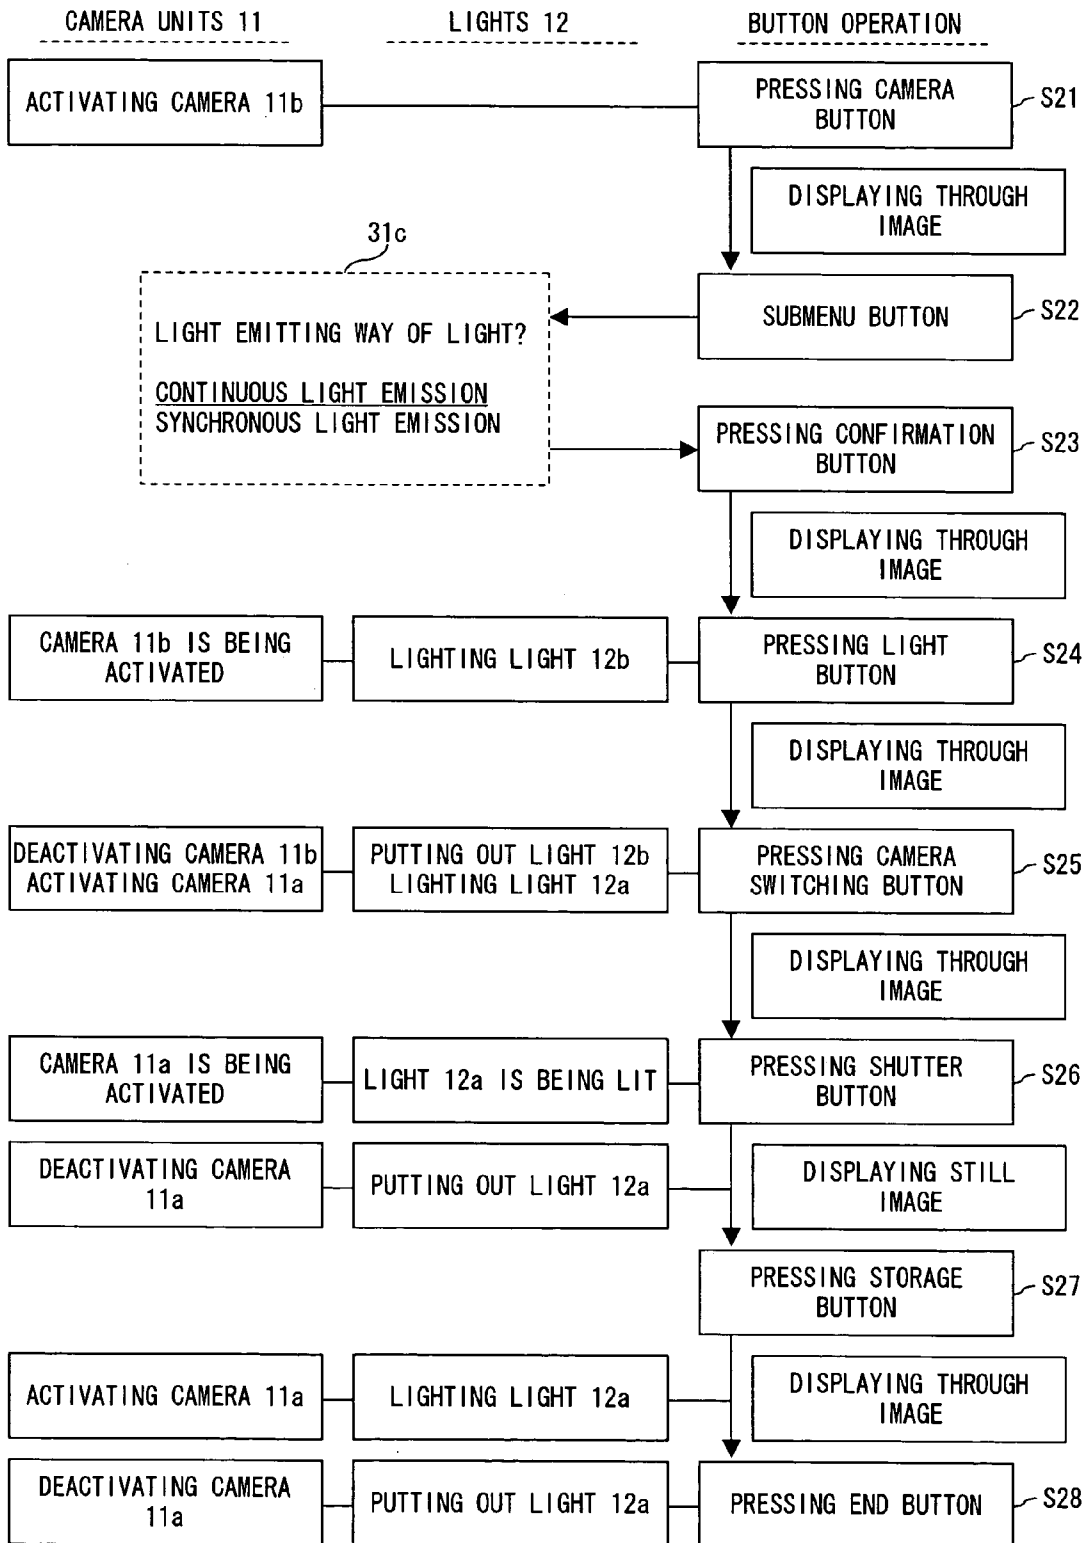 CAMERA UNITS 11
LIGHTS 12
BUTTON OPERATION
ACTIVATING CAMERA 11b
PRESSING CAMERA
BUTTON
S21
DISPLAYING THROUGH
IMAGE
31c
LIGHT EMITTING WAY OF LIGHT?
CONTINUOUS LIGHT EMISSION
SYNCHRONOUS LIGHT EMISSION
SUBMENU BUTTON
S22
PRESSING CONFIRMATION
BUTTON
S23
DISPLAYING THROUGH
IMAGE
CAMERA 11b IS BEING
ACTIVATED
LIGHTING LIGHT 12b
PRESSING LIGHT
BUTTON
S24
DISPLAYING THROUGH
IMAGE
DEACTIVATING CAMERA 11b
ACTIVATING CAMERA 11a
PUTTING OUT LIGHT 12b
LIGHTING LIGHT 12a
PRESSING CAMERA
SWITCHING BUTTON
S25
DISPLAYING THROUGH
IMAGE
CAMERA 11a IS BEING
ACTIVATED
LIGHT 12a IS BEING LIT
PRESSING SHUTTER
BUTTON
S26
DEACTIVATING CAMERA
11a
PUTTING OUT LIGHT 12a
DISPLAYING STILL
IMAGE
PRESSING STORAGE
BUTTON
S27
ACTIVATING CAMERA 11a
LIGHTING LIGHT 12a
DISPLAYING THROUGH
IMAGE
DEACTIVATING CAMERA
11a
PUTTING OUT LIGHT 12a
PRESSING END BUTTON
S28